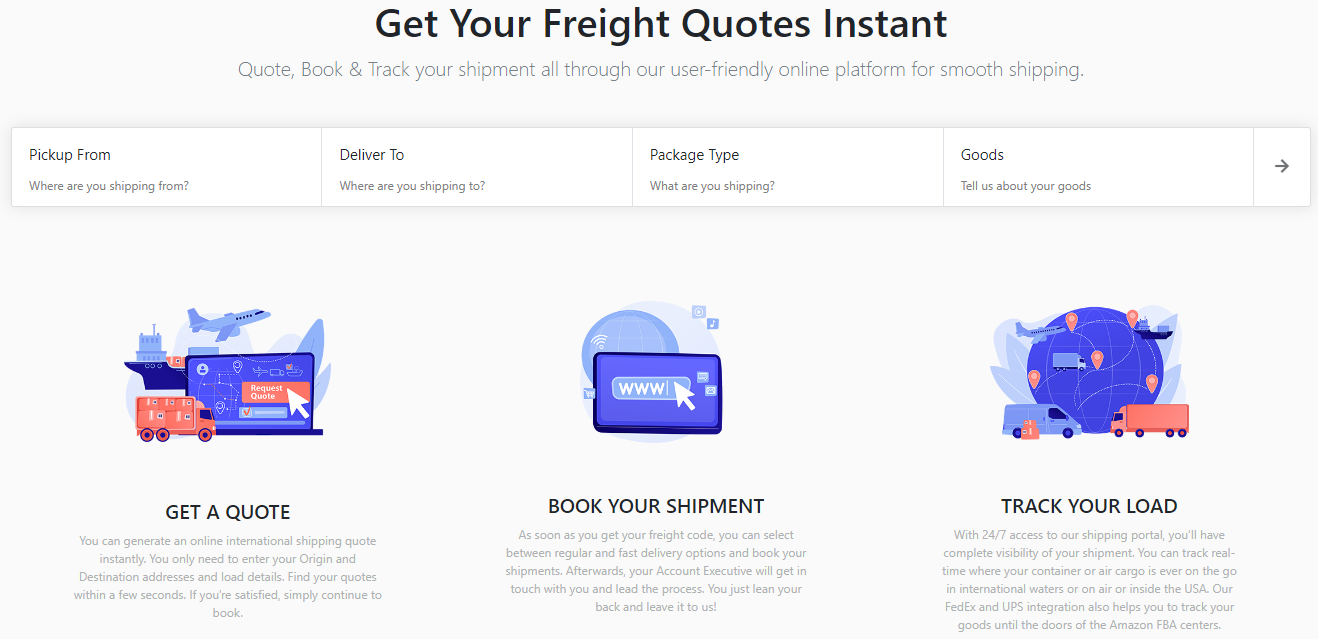 Get Your Freight Quotes Instant
Quote, Book & Track your shipment all through our user-friendly online platform for smooth shipping.
Pickup From
Where are you shipping from?
Deliver To
Where are you shipping to?
Package Type
What are you shipping?
Goods
Tell us about your goods
Request
Quote
www
GET A QUOTE
You can generate an online international shipping quote
instantly. You only need to enter your Origin and
Destination addresses and load details. Find your quotes
within a few seconds. If you're satisfied, simply continue to
book.
BOOK YOUR SHIPMENT
As soon as you get your freight code, you can select
between regular and fast delivery options and book your
shipments. Afterwards, your Account Executive will get in
touch with you and lead the process. You just lean your
back and leave it to us!
TRACK YOUR LOAD
With 24/7 access to our shipping portal, you'll have
complete visibility of your shipment. You can track real-
time where your container or air cargo is ever on the go
in international waters or on air or inside the USA. Our
FedEx and UPS integration also helps you to track your
goods until the doors of the Amazon FBA centers.